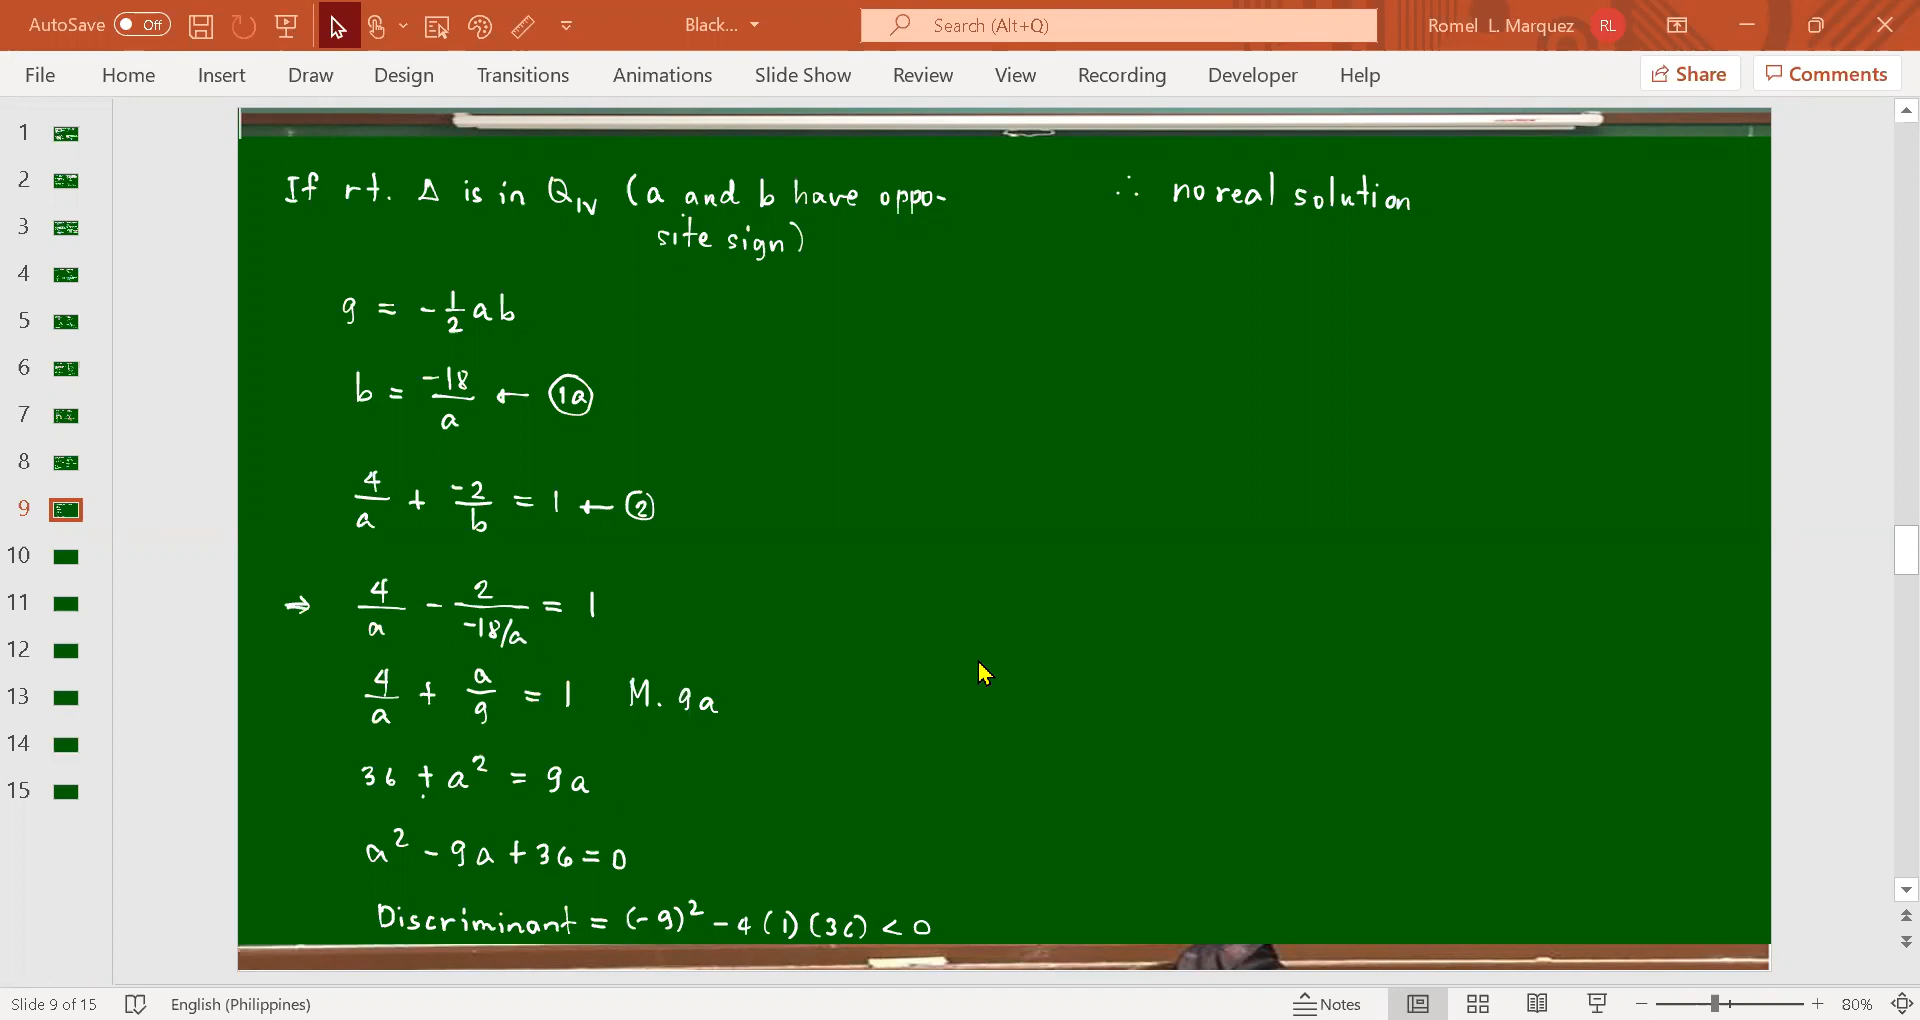 AutoSave Off Black... Search (Alt+Q) Romel L. Marquez RL
File Home Insert Draw Design Transitions Animations Slide Show Review View Recording Developer Help Share Comments
1
2
3
4
5
6
7
8
9
10
11
12
13
14
15
If rt. Δ is in Q_IV (a and b have oppo-
site sign)
9 = -1/2 ab
b = -18/a ← 1a
4/a + -2/b = 1 ← 2
⇒ 4/a - 2/(-18/a) = 1
4/a + a/9 = 1 M. 9a
36 + a² = 9a
a² - 9a + 36 = 0
Discriminant = (-9)² - 4(1)(36) < 0
∴ no real solution
Slide 9 of 15 English (Philippines) Notes 80%